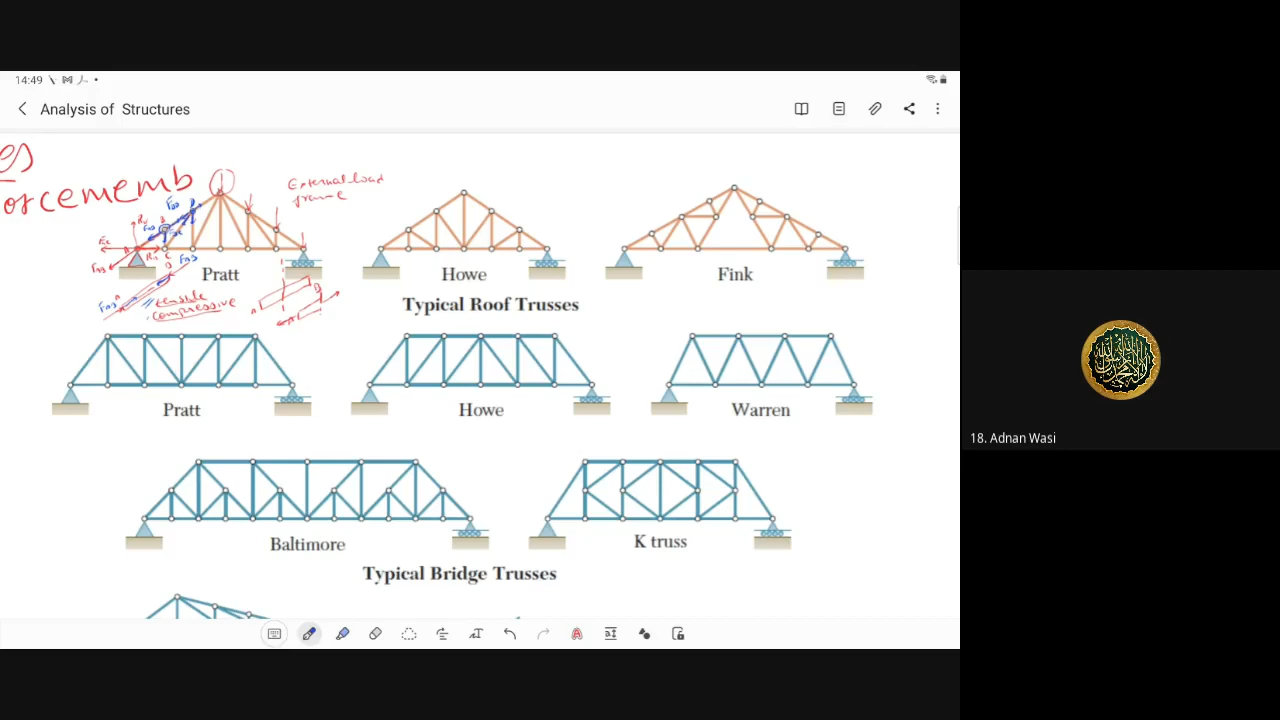 14:49
Analysis of Structures
es
orcememb
External load
frame
Pratt
Howe
Fink
tensile
compressive
Typical Roof Trusses
Pratt
Howe
Warren
Baltimore
K truss
Typical Bridge Trusses
18. Adnan Wasi